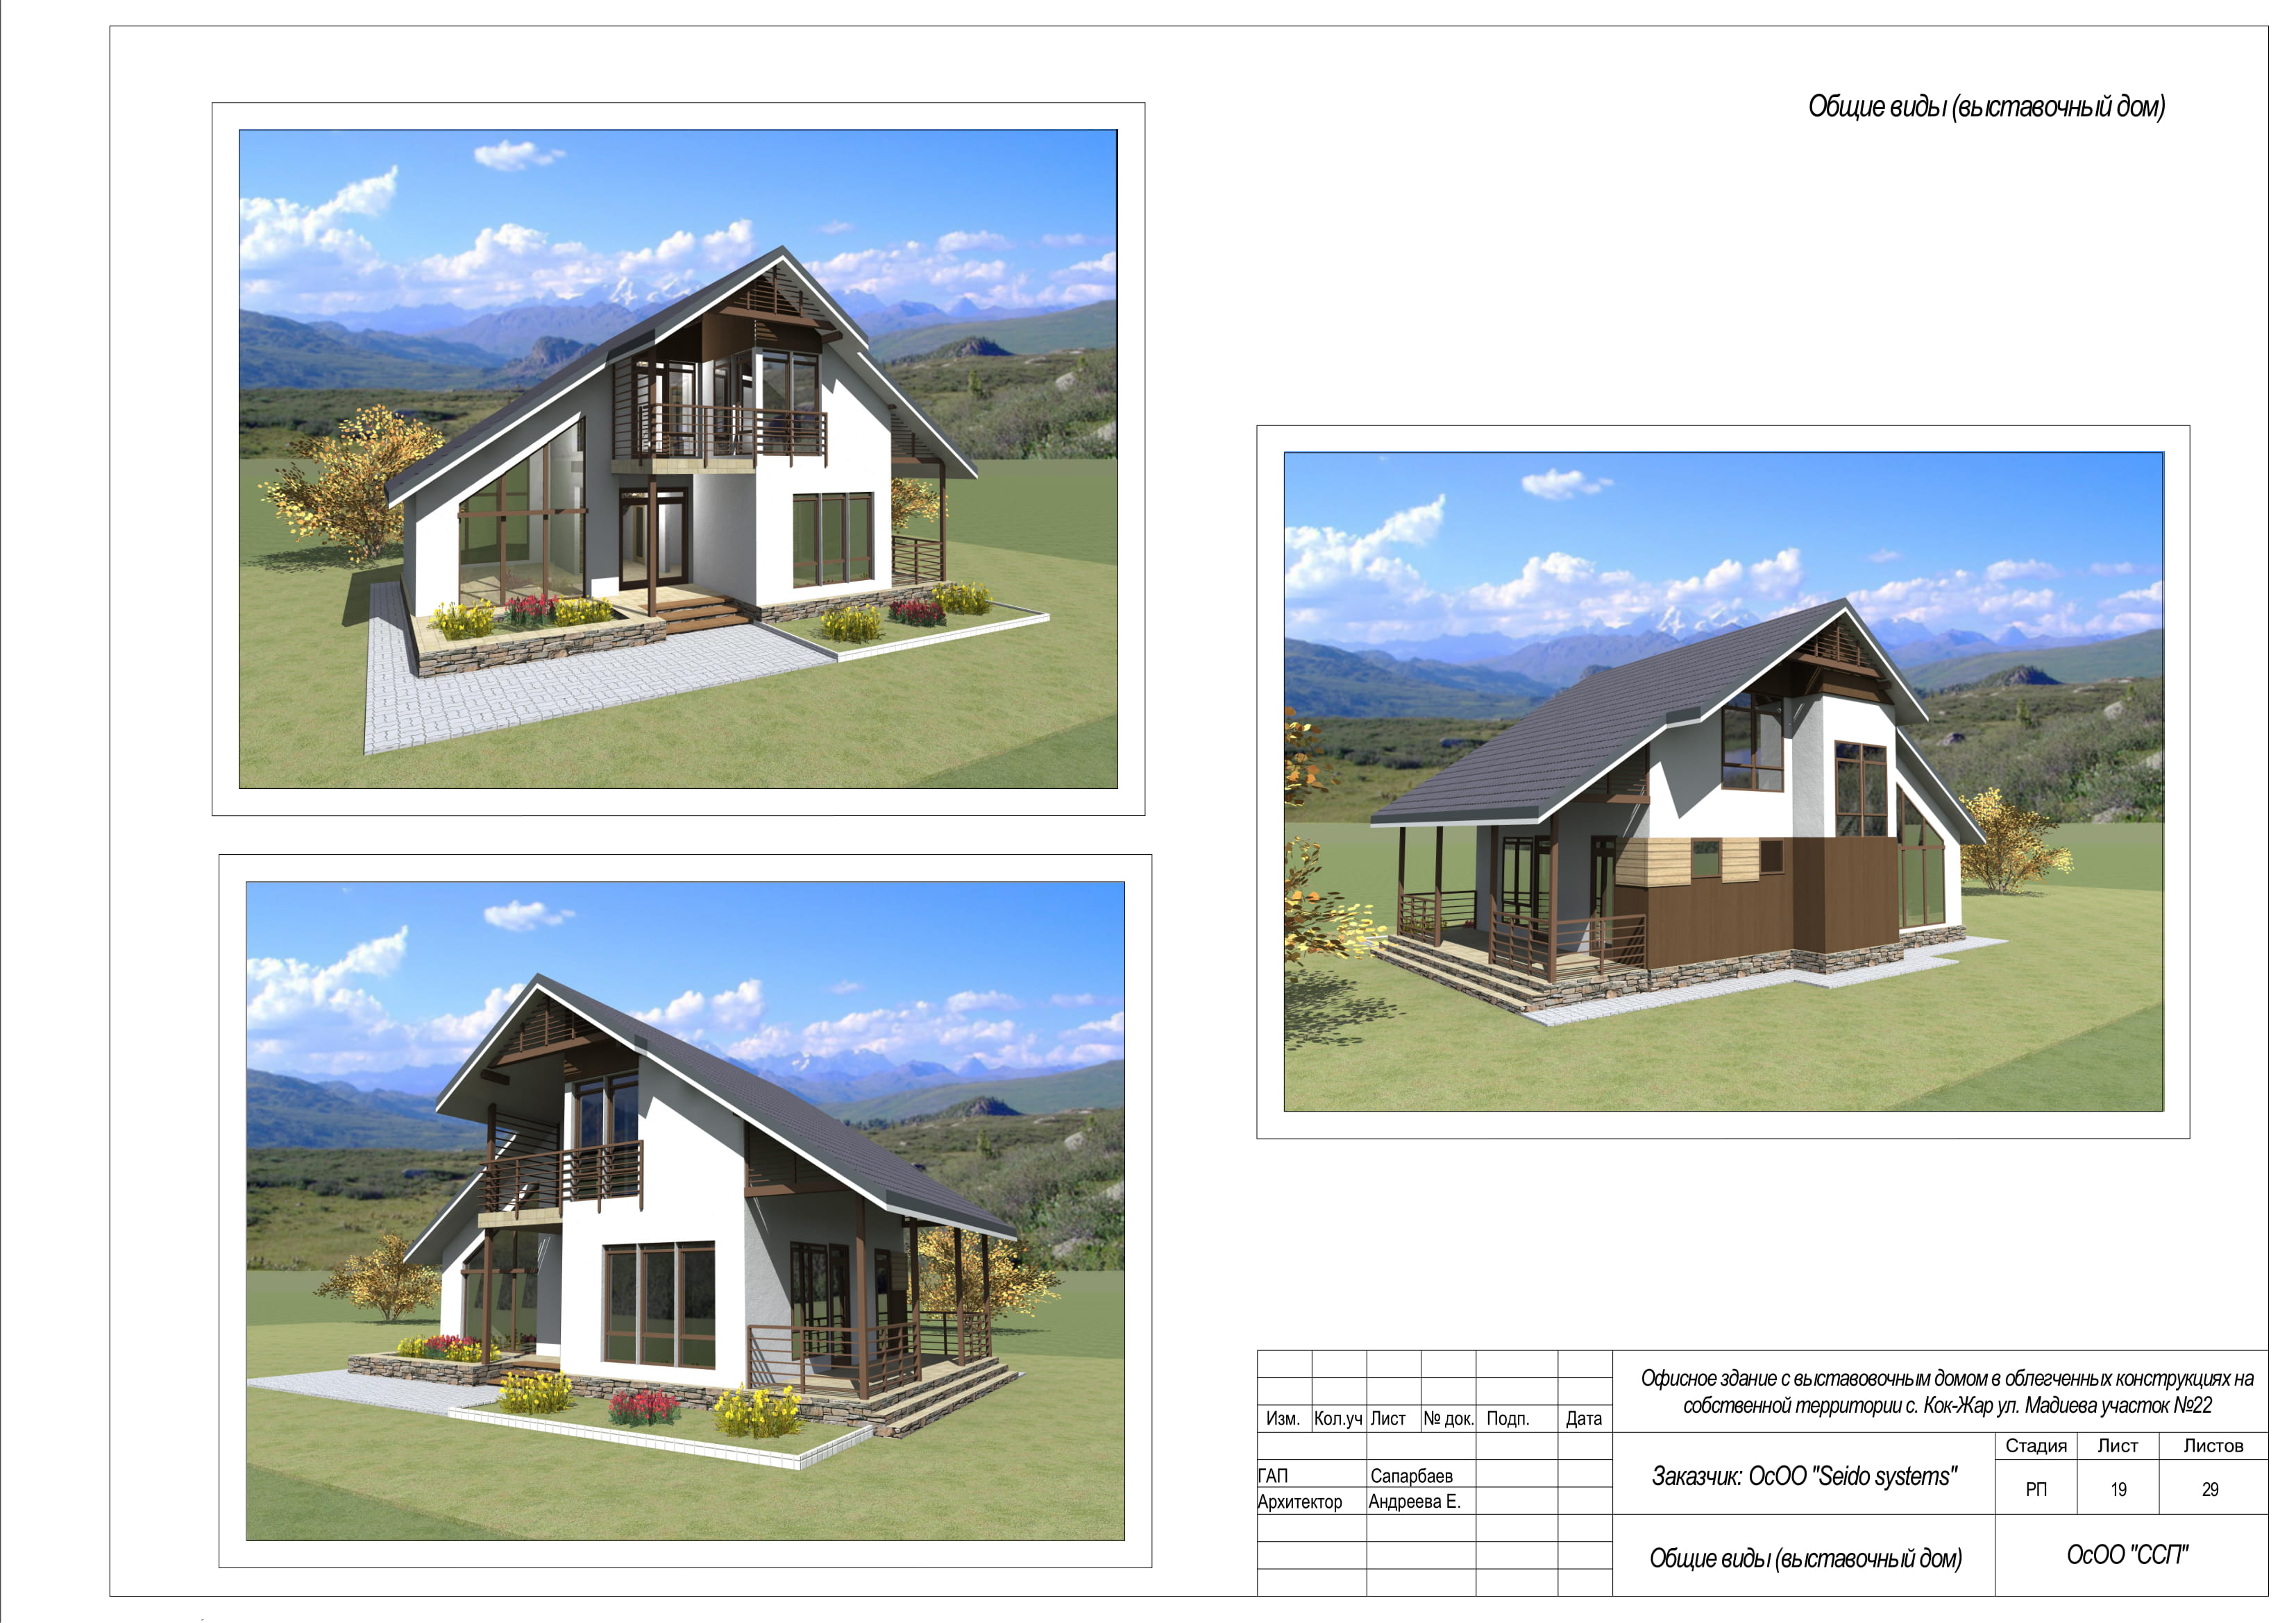 Общие виды (выставочный дом)
Офисное здание с выставовочным домом в облегченных конструкциях на
собственной территории с. Кок-Жар ул. Мадиева участок №22
Изм. Кол.уч Лист № док. Подп. Дата
Заказчик: ОсОО "Seido systems"
Стадия Лист Листов
РП 19 29
ГАП Сапарбаев
Архитектор Андреева Е.
Общие виды (выставочный дом)
ОсОО "ССП"